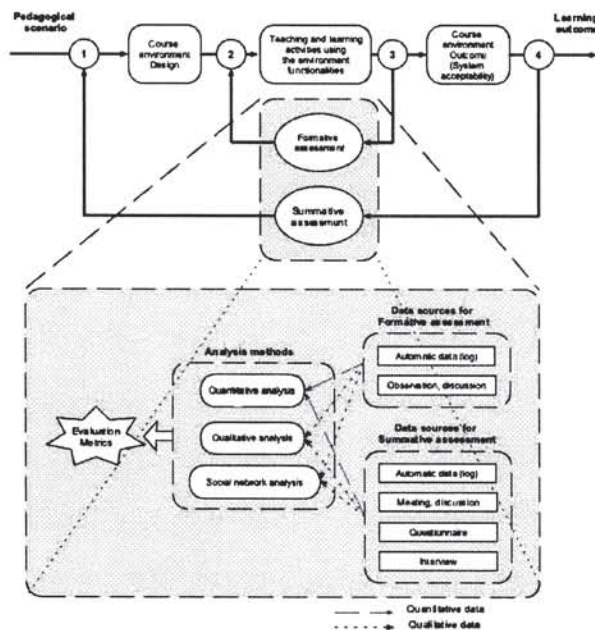 Pedagogical
scenario
Learning
outcome
1
Course
environment
Design
2
Teaching and learning
activities using
the environment
functionalities
3
Course
environment
Outcome
(System
acceptability)
4
Formative
assessment
Summative
assessment
Data sources for
Formative assessment
Automatic data (log)
Observation, discussion
Analysis methods
Quantitative analysis
Qualitative analysis
Social network analysis
Evaluation
Metrics
Data sources for
Summative assessment
Automatic data (log)
Meeting, discussion
Questionnaire
Interview
Quantitative data
Qualitative data